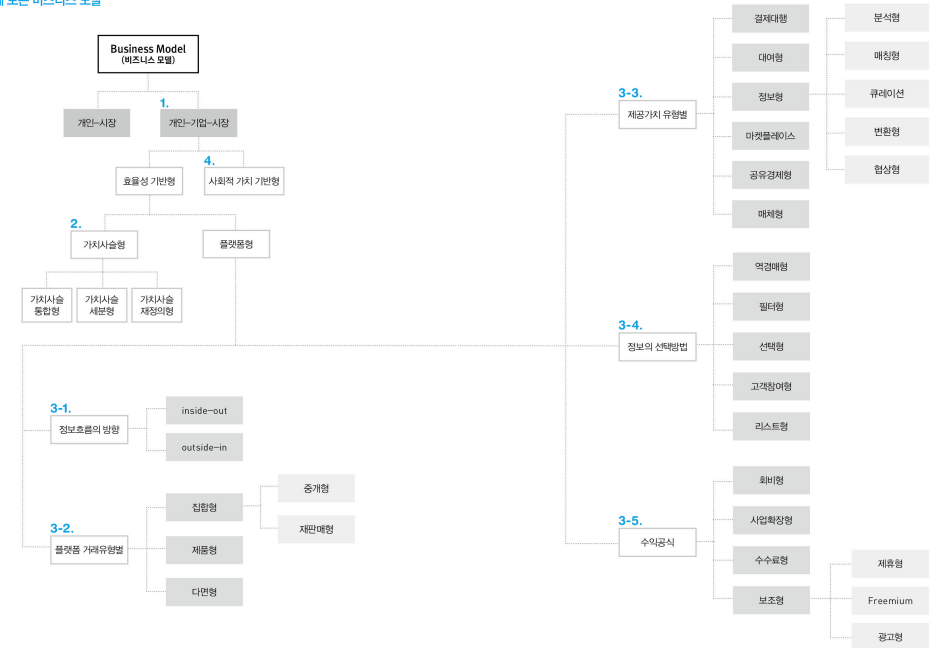 에 모든 비즈니스 모델
Business Model
(비즈니스 모델)
개인-시장
1.
개인-기업-시장
효율성 기반형
4.
사회적 가치 기반형
2.
가치사슬형
플랫폼형
가치사슬
통합형
가치사슬
세분형
가치사슬
재정의형
3-1.
정보흐름의 방향
inside-out
outside-in
3-2.
플랫폼 거래유형별
집합형
중개형
재판매형
제품형
다면형
3-3.
제공가치 유형별
결제대행
대여형
정보형
분석형
매칭형
큐레이션
변환형
협상형
마켓플레이스
공유경제형
매체형
3-4.
정보의 선택방법
역경매형
필터형
선택형
고객참여형
리스트형
3-5.
수익공식
회비형
사업확장형
수수료형
보조형
제휴형
Freemium
광고형